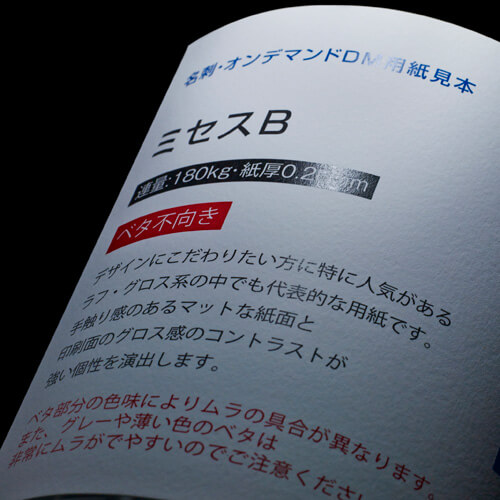 名刺・オンデマンドDM用紙見本
ミセスB
連量:180kg・紙厚0.2 m
ベタ不向き
デザインにこだわりたい方に特に人気がある
ラフ・グロス系の中でも代表的な用紙です。
手触り感のあるマットな紙面と
印刷面のグロス感のコントラストが
強い個性を演出します。
ベタ部分の色味によりムラの具合が異なります
また、グレーや薄い色のベタは
非常にムラがでやすいのでご注意ください